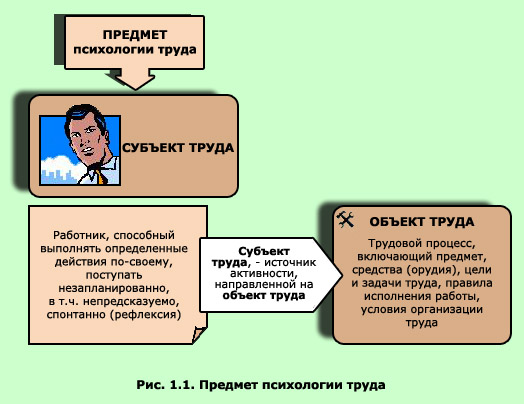 ПРЕДМЕТ
психологии труда
СУБЪЕКТ ТРУДА
Работник, способный
выполнять определенные
действия по-своему,
поступать
незапланированно,
в т.ч. непредсказуемо,
спонтанно (рефлексия)
Субъект
труда, - источник
активности,
направленной на
объект труда
ОБЪЕКТ ТРУДА
Трудовой процесс,
включающий предмет,
средства (орудия), цели
и задачи труда, правила
исполнения работы,
условия организации
труда
Рис. 1.1. Предмет психологии труда